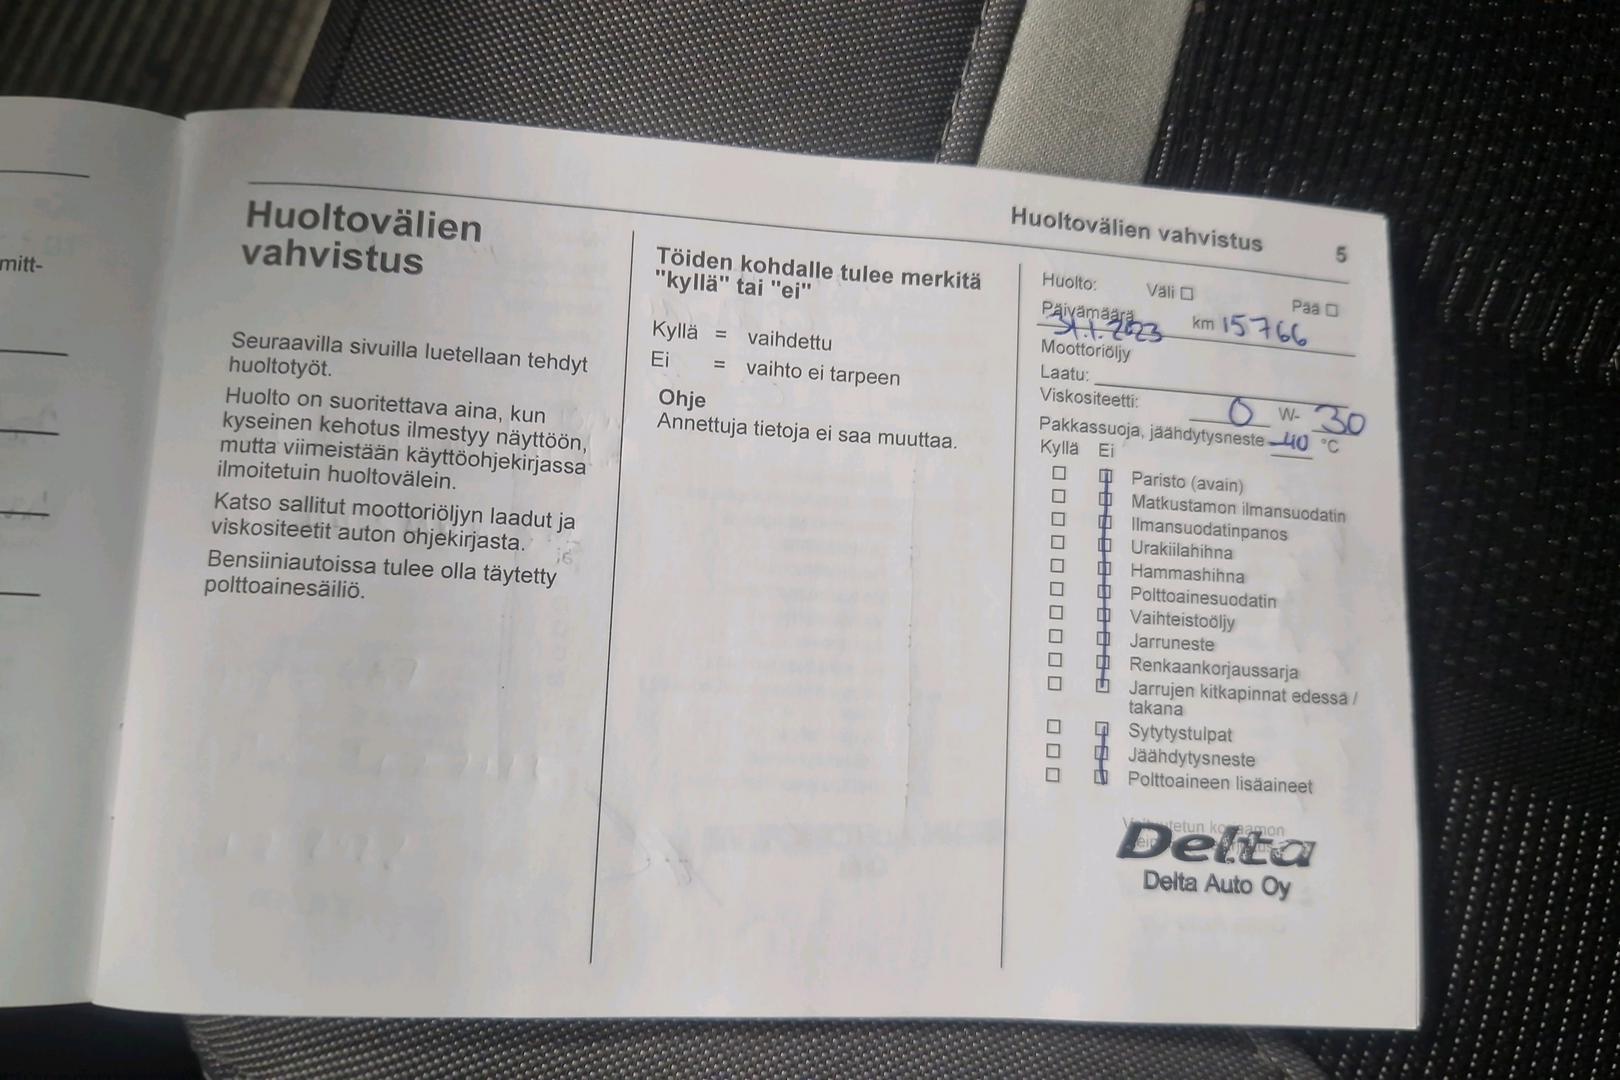 mitt-
Huoltovälien
vahvistus
Seuraavilla sivuilla luetellaan tehdyt
huoltotyöt.
Huolto on suoritettava aina, kun
kyseinen kehotus ilmestyy näyttöön,
mutta viimeistään käyttöohjekirjassa
ilmoitetuin huoltovälein.
Katso sallitut moottoriöljyn laadut ja
viskositeetit auton ohjekirjasta.
Bensiiniautoissa tulee olla täytetty
polttoainesäiliö.
Töiden kohdalle tulee merkitä
"kyllä" tai "ei"
Kyllä = vaihdettu
Ei = vaihto ei tarpeen
Ohje
Annettuja tietoja ei saa muuttaa.
Huoltovälien vahvistus 5
Huolto: Väli Pää
Päivämäärä
31.1.2023 km 15766
Moottoriöljy
Laatu:
Viskositeetti: 0 W- 30
Pakkassuoja, jäähdytysneste -40 °C
Kyllä Ei
Paristo (avain)
Matkustamon ilmansuodatin
Ilmansuodatinpanos
Urakiilahihna
Hammashihna
Polttoainesuodatin
Vaihteistoöljy
Jarruneste
Renkaankorjaussarja
Jarrujen kitkapinnat edessä /
takana
Sytytystulpat
Jäähdytysneste
Polttoaineen lisäaineet
Delta
Delta Auto Oy